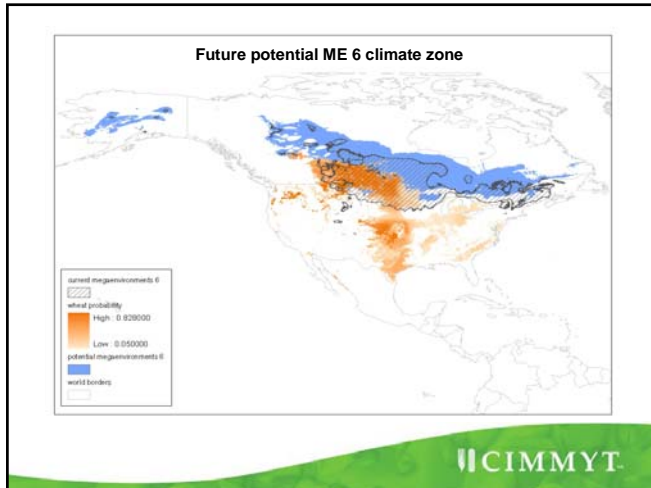 Future potential ME 6 climate zone
current megaenvironments 6
wheat probability
High : 0.828000
Low : 0.050000
potential megaenvironments 6
world borders
CIMMYT